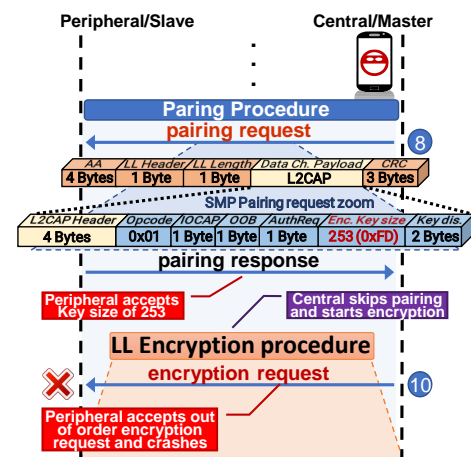 Peripheral/Slave Central/Master
Paring Procedure
pairing request 8
AA LL Header LL Length Data Ch. Payload CRC
4 Bytes 1 Byte 1 Byte L2CAP 3 Bytes
SMP Pairing request zoom
L2CAP Header Opcode IOCAP OOB AuthReq Enc. Key size Key dis.
4 Bytes 0x01 1 Byte 1 Byte 1 Byte 253 (0xFD) 2 Bytes
pairing response
Peripheral accepts
Key size of 253
Central skips pairing
and starts encryption
LL Encryption procedure
encryption request 10
Peripheral accepts out
of order encryption
request and crashes